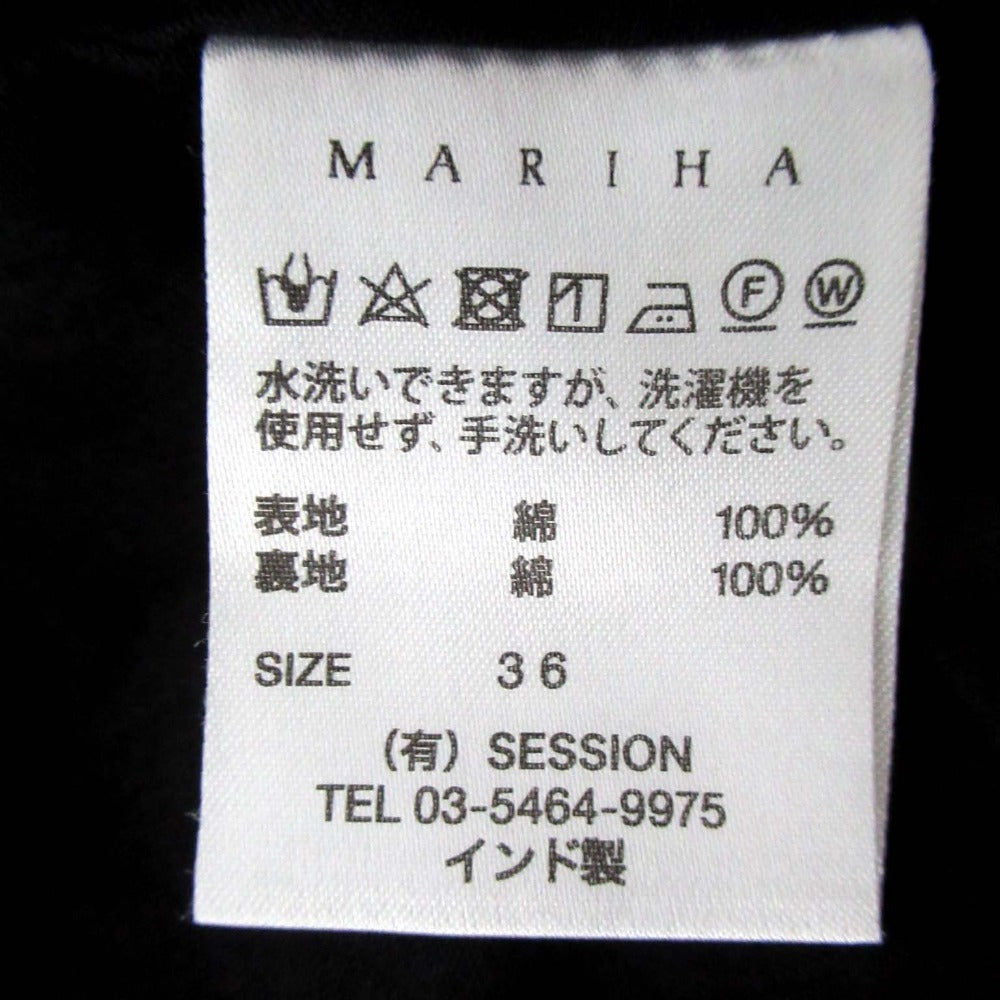 MARIHA
F W
水洗いできますが、洗濯機を
使用せず、手洗いしてください。
表地 綿 100%
裏地 綿 100%
SIZE 36
(有) SESSION
TEL 03-5464-9975
インド製